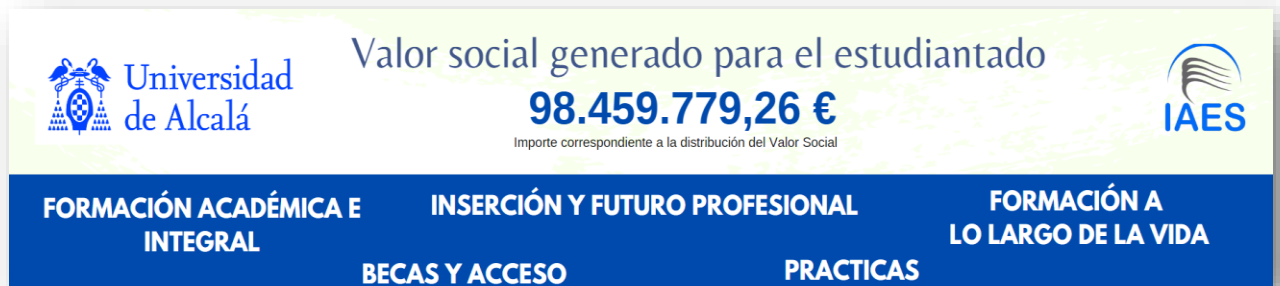 Universidad
de Alcalá
Valor social generado para el estudiantado
98.459.779,26 €
Importe correspondiente a la distribución del Valor Social
IAES
FORMACIÓN ACADÉMICA E
INTEGRAL
INSERCIÓN Y FUTURO PROFESIONAL
FORMACIÓN A
LO LARGO DE LA VIDA
BECAS Y ACCESO
PRACTICAS